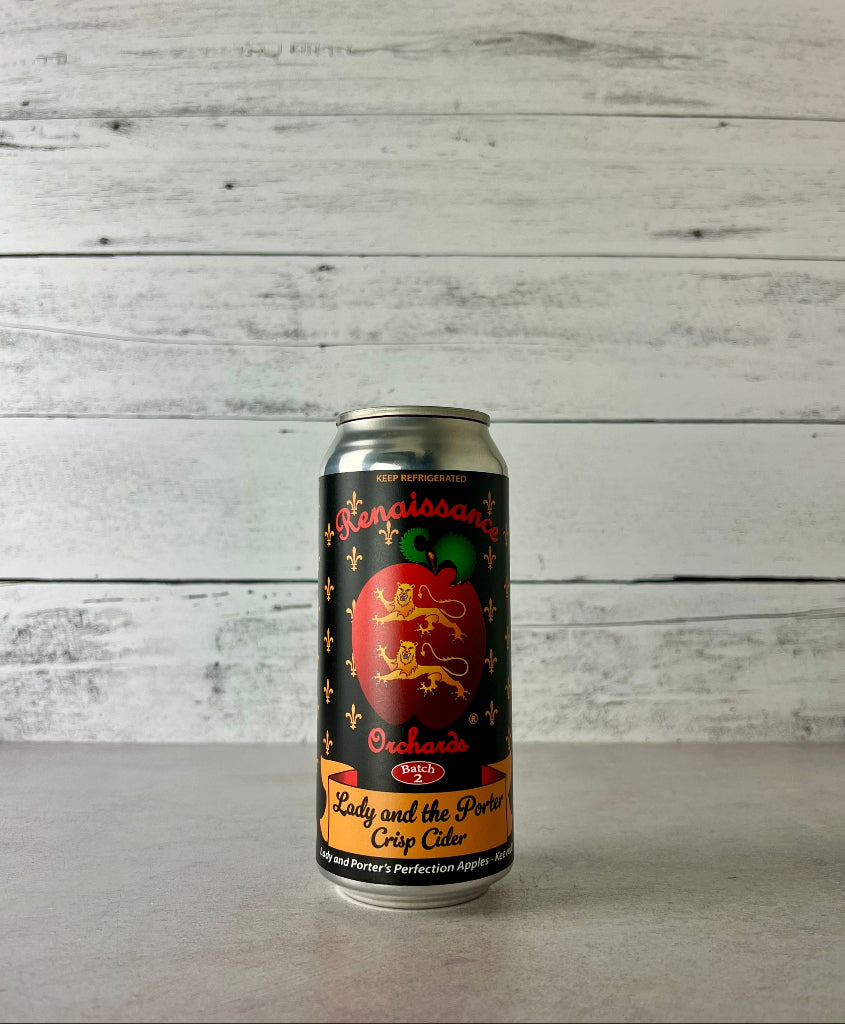 KEEP REFRIGERATED
Renaissance
®
Orchards
Batch
2
Lady and the Porter
Crisp Cider
Lady and Porter's Perfection Apples -